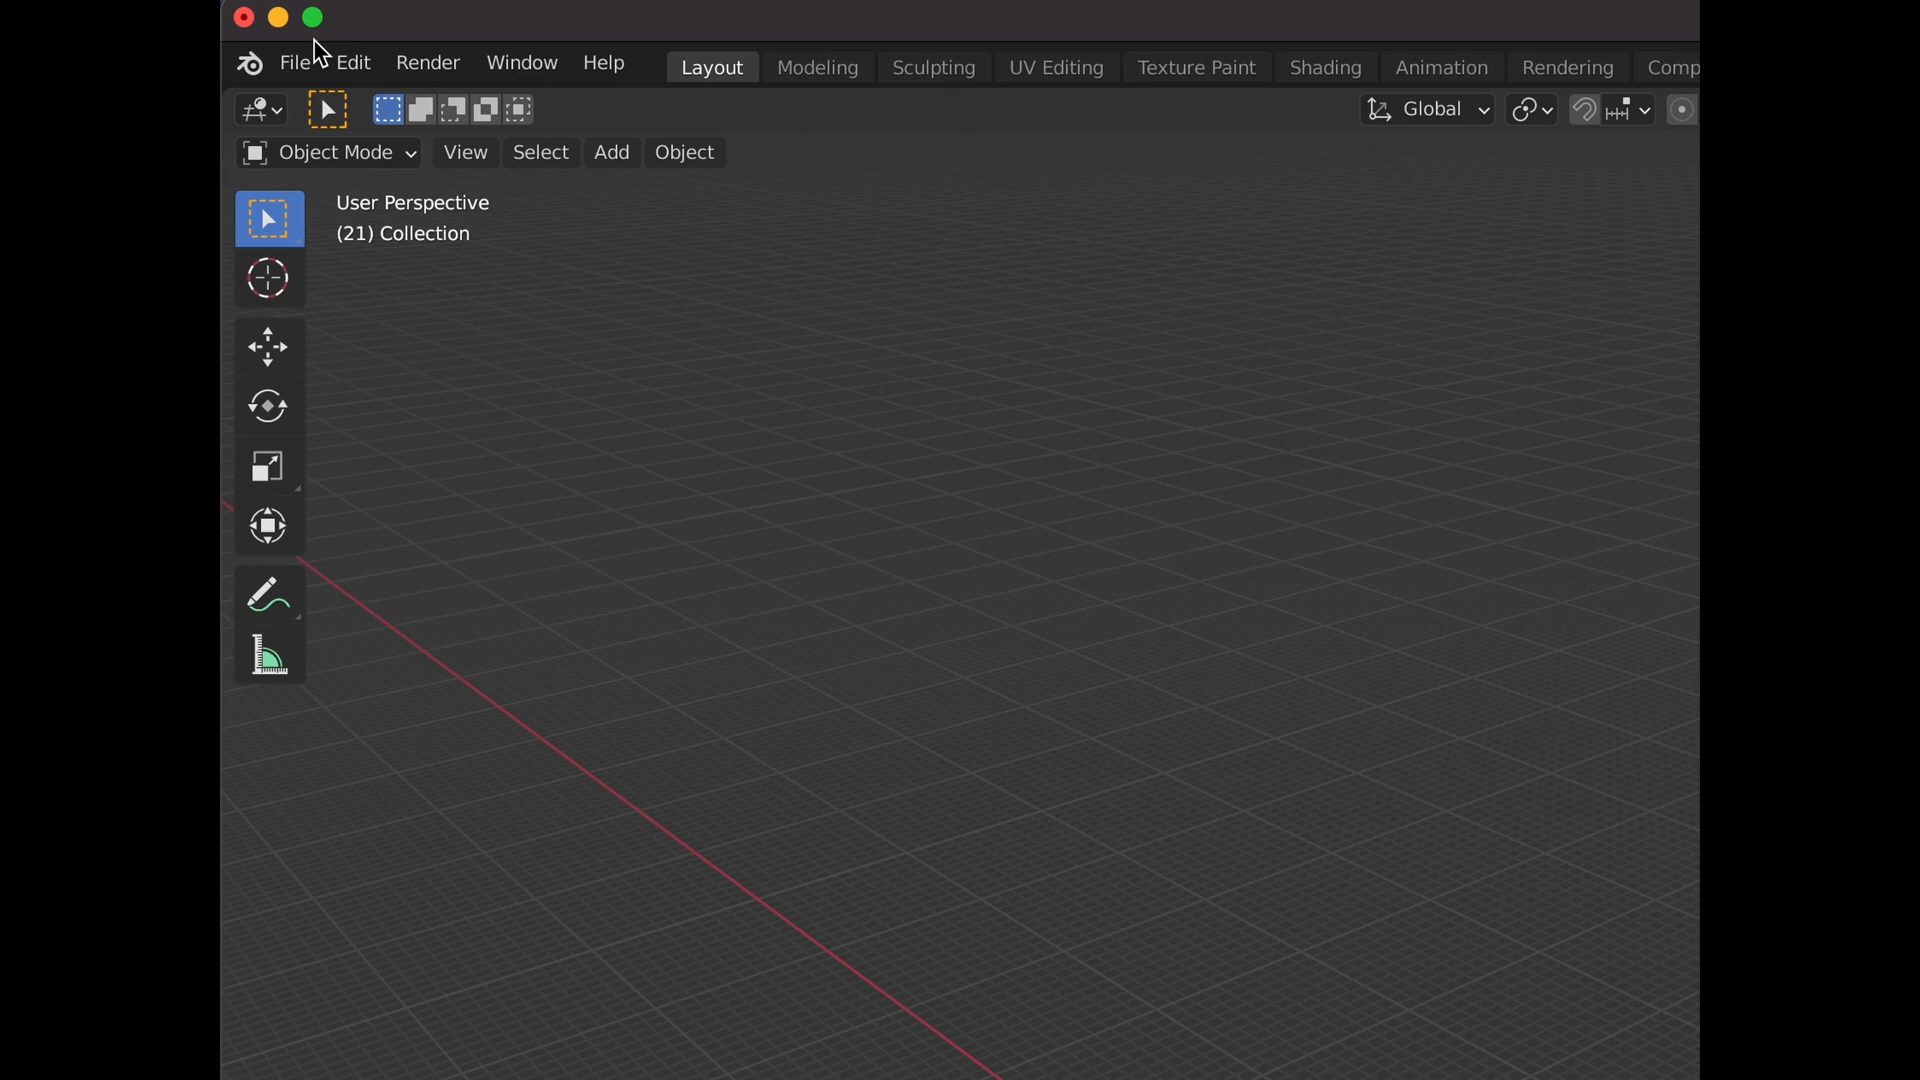 File Edit Render Window Help Layout Modeling Sculpting UV Editing Texture Paint Shading Animation Rendering Comp
Global
Object Mode View Select Add Object
User Perspective
(21) Collection